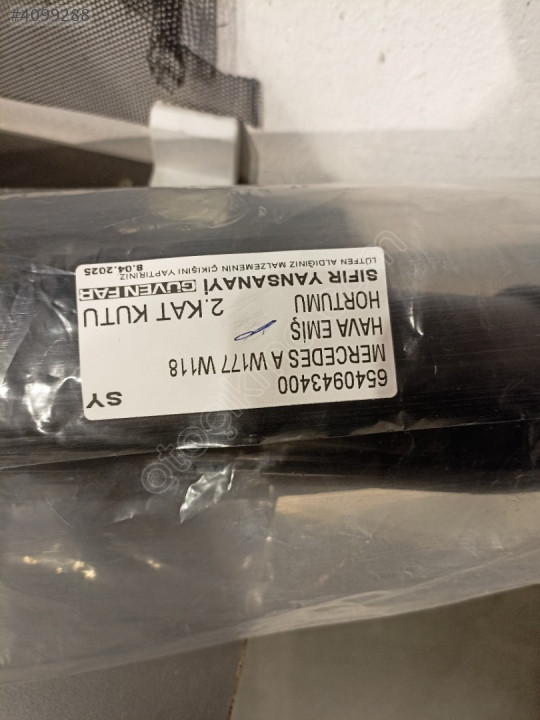 #4099288
6540943400
MERCEDES A W177 W118
HAVA EMİŞ
HORTUMU
2.KAT KUTU
SY
SIFIR YANSANAYİ GÜVEN FAR
LÜTFEN ALDIĞINIZ MALZEMENİN ÇIKIŞINI YAPTIRINIZ
8.04.2025